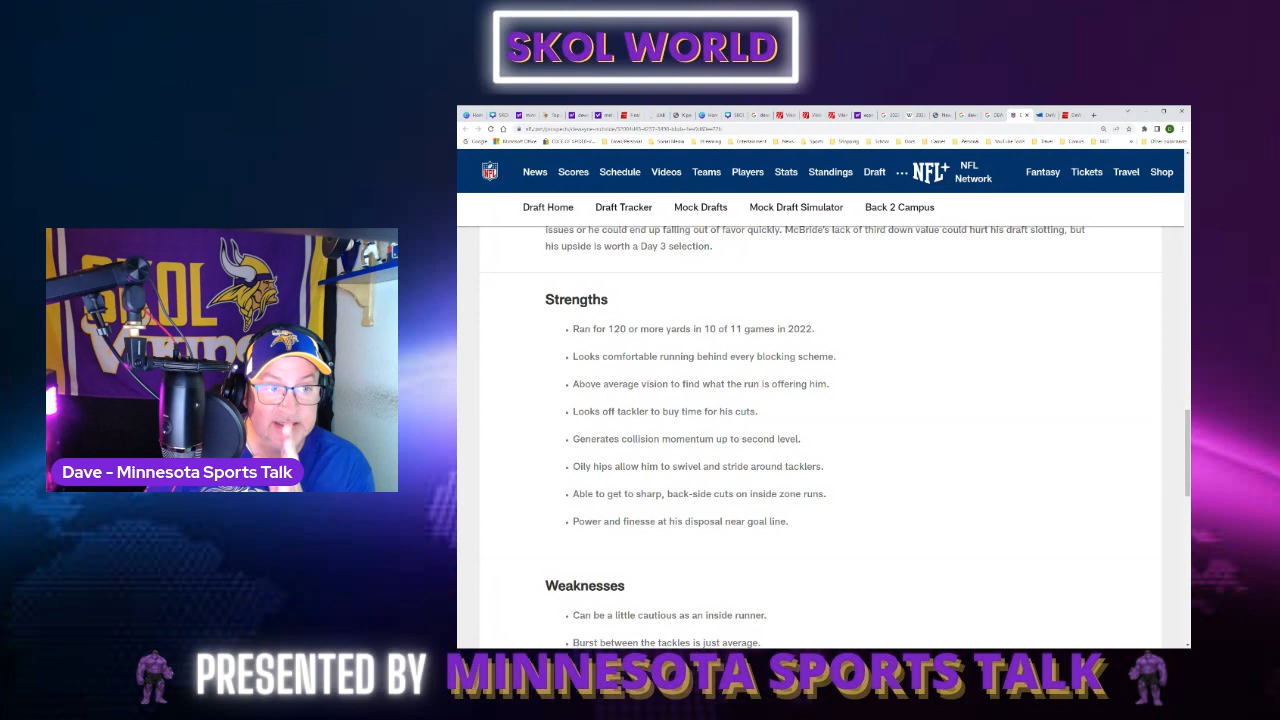 SKOL WORLD
News Scores Schedule Videos Teams Players Stats Standings Draft ... NFL+ NFL Network Fantasy Tickets Travel Shop
Draft Home Draft Tracker Mock Drafts Mock Draft Simulator Back 2 Campus
issues or he could end up falling out of favor quickly. McBride's lack of third down value could hurt his draft slotting, but
his upside is worth a Day 3 selection.
Strengths
• Ran for 120 or more yards in 10 of 11 games in 2022.
• Looks comfortable running behind every blocking scheme.
• Above average vision to find what the run is offering him.
• Looks off tackler to buy time for his cuts.
• Generates collision momentum up to second level.
• Oily hips allow him to swivel and stride around tacklers.
• Able to get to sharp, back-side cuts on inside zone runs.
• Power and finesse at his disposal near goal line.
Weaknesses
• Can be a little cautious as an inside runner.
• Burst between the tackles is just average.
SKOL
Dave - Minnesota Sports Talk
PRESENTED BY MINNESOTA SPORTS TALK